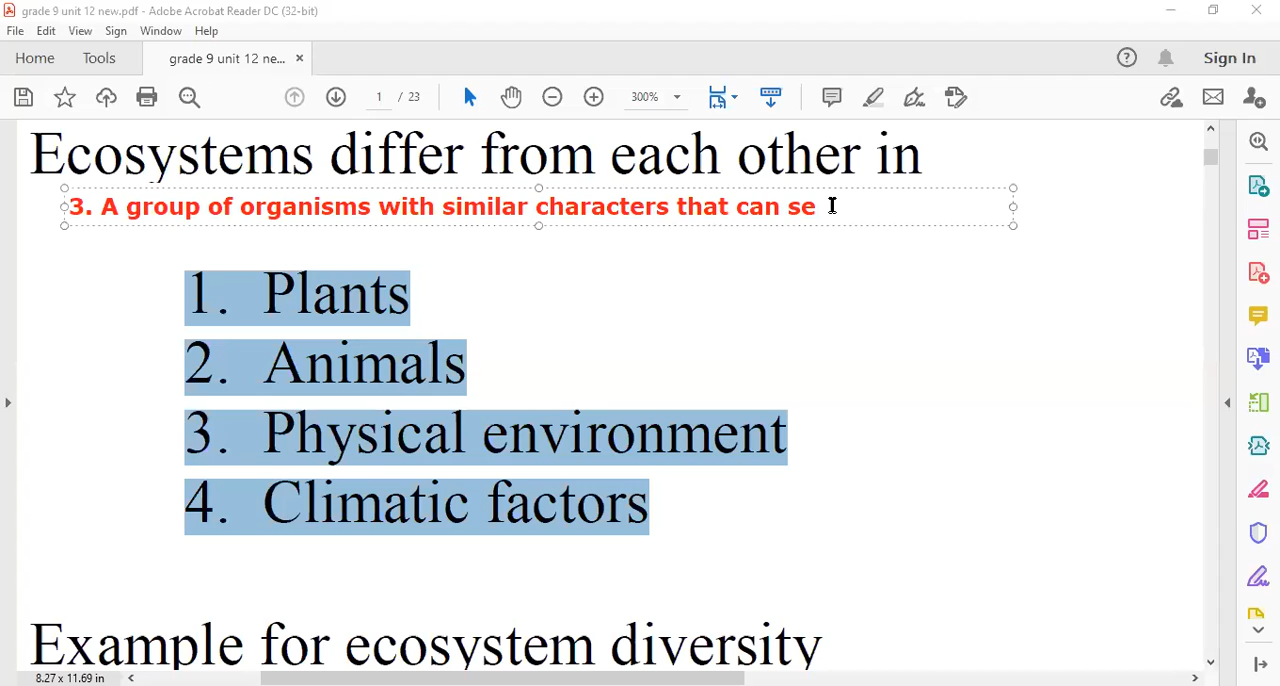 grade 9 unit 12 new.pdf - Adobe Acrobat Reader DC (32-bit)
File Edit View Sign Window Help
Home Tools grade 9 unit 12 ne... × Sign In
1 / 23 300%
Ecosystems differ from each other in
3. A group of organisms with similar characters that can se
1. Plants
2. Animals
3. Physical environment
4. Climatic factors
Example for ecosystem diversity
8.27 x 11.69 in